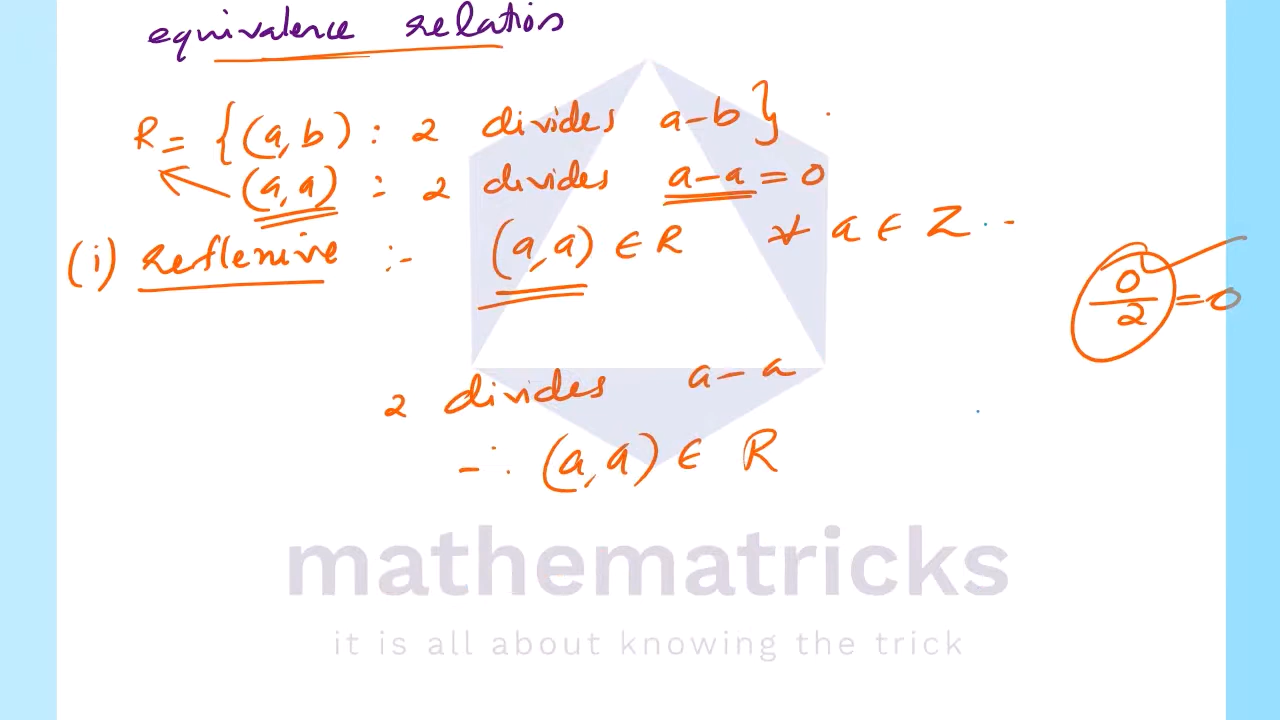 equivalence relation
R = {(a,b) : 2 divides a-b} .
(a,a) : 2 divides a-a = 0
(i) Reflexive :- (a,a) ∈ R ∀ a ∈ Z
0/2 = 0
2 divides a-a
∴ (a,a) ∈ R
mathematricks
it is all about knowing the trick